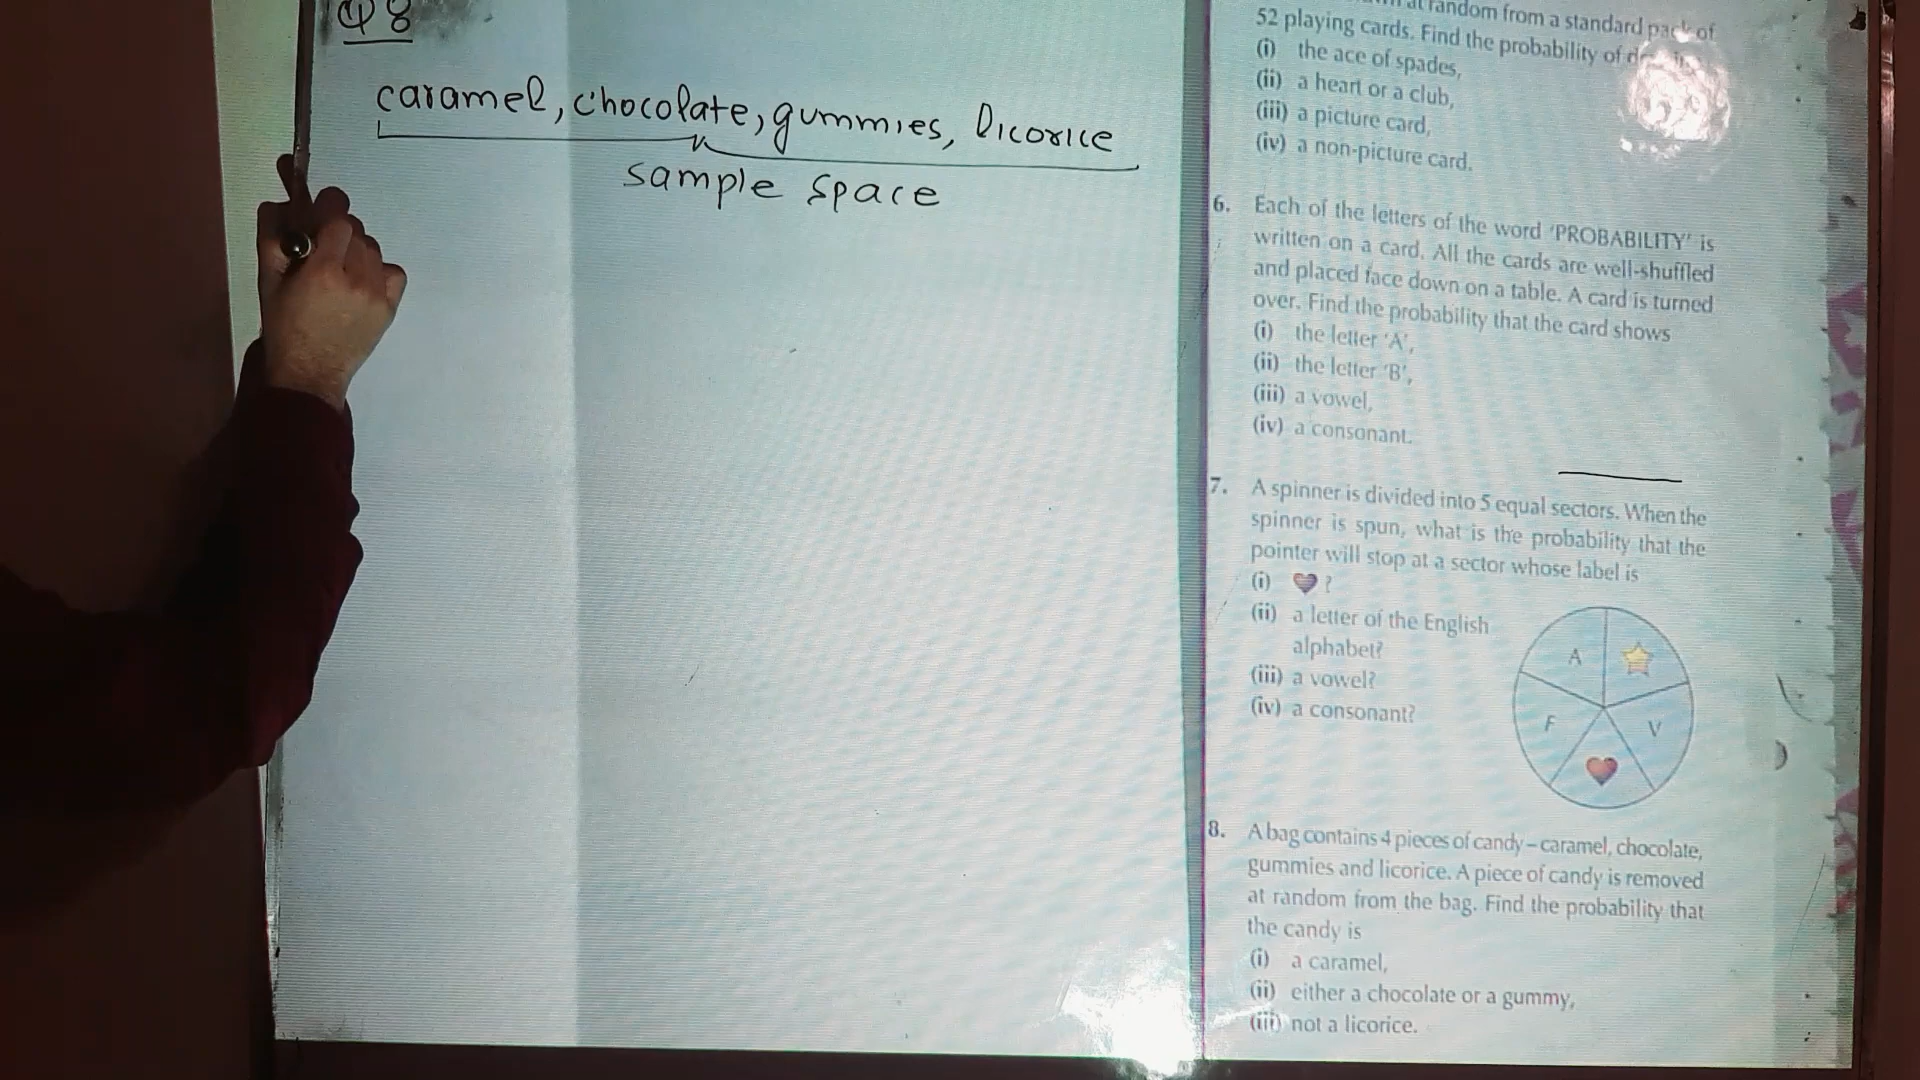 Q 8
caramel, chocolate, gummies, licorice
sample space
at random from a standard pack of
52 playing cards. Find the probability of
(i) the ace of spades,
(ii) a heart or a club,
(iii) a picture card,
(iv) a non-picture card.
6. Each of the letters of the word 'PROBABILITY' is
written on a card. All the cards are well-shuffled
and placed face down on a table. A card is turned
over. Find the probability that the card shows
(i) the letter 'A',
(ii) the letter 'B',
(iii) a vowel,
(iv) a consonant.
7. A spinner is divided into 5 equal sectors. When the
spinner is spun, what is the probability that the
pointer will stop at a sector whose label is
(i) ?
(ii) a letter of the English
alphabet?
(iii) a vowel?
(iv) a consonant?
A
F
V
8. A bag contains 4 pieces of candy – caramel, chocolate,
gummies and licorice. A piece of candy is removed
at random from the bag. Find the probability that
the candy is
(i) a caramel,
(ii) either a chocolate or a gummy,
(iii) not a licorice.